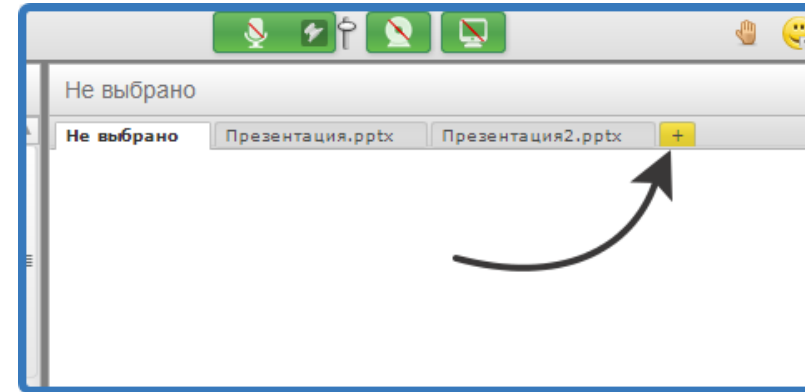 Не выбрано
Не выбрано Презентация.pptx Презентация2.pptx +